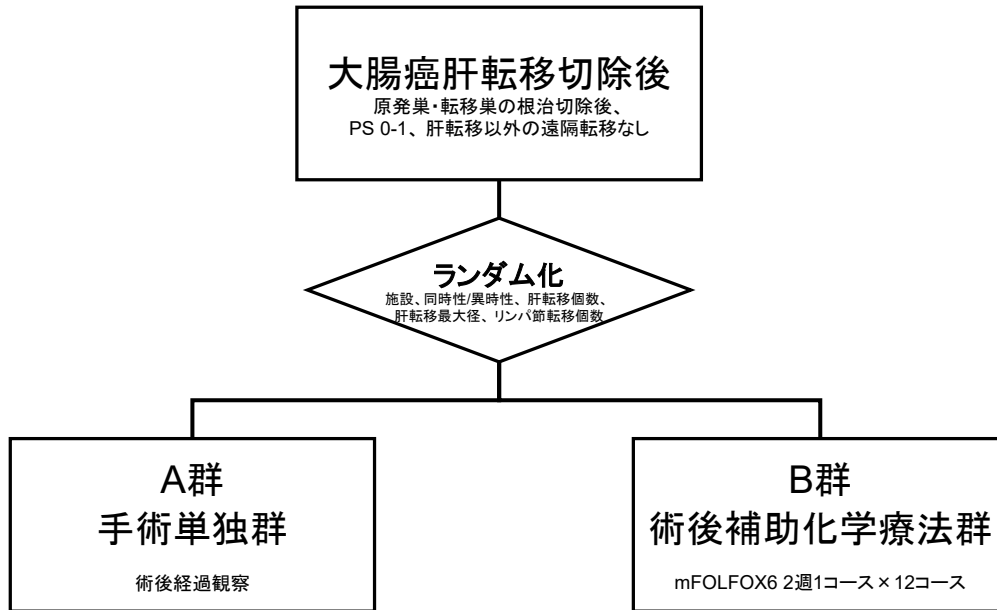 大腸癌肝転移切除後
原発巣・転移巣の根治切除後、
PS 0-1、肝転移以外の遠隔転移なし
ランダム化
施設、同時性/異時性、肝転移個数、
肝転移最大径、リンパ節転移個数
A群
手術単独群
術後経過観察
B群
術後補助化学療法群
mFOLFOX6 2週1コース×12コース